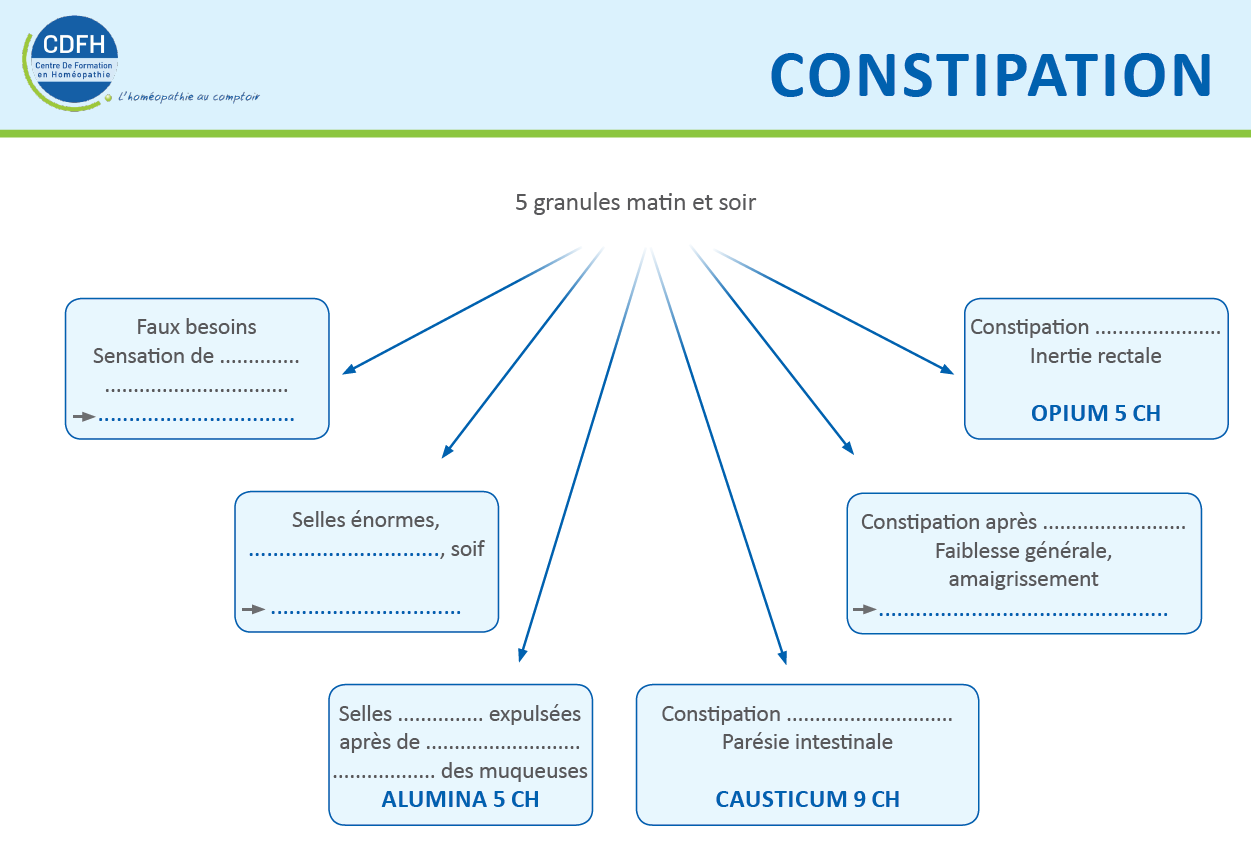 CDFH
Centre De Formation
en Homéopathie
L'homéopathie au comptoir
CONSTIPATION
5 granules matin et soir
Faux besoins
Sensation de ..............
................................
................................
Constipation ......................
Inertie rectale
OPIUM 5 CH
Selles énormes,
..............................., soif
...............................
Constipation après .........................
Faiblesse générale,
amaigrissement
...............................................
Selles ............... expulsées
après de ...........................
.................. des muqueuses
ALUMINA 5 CH
Constipation .............................
Parésie intestinale
CAUSTICUM 9 CH